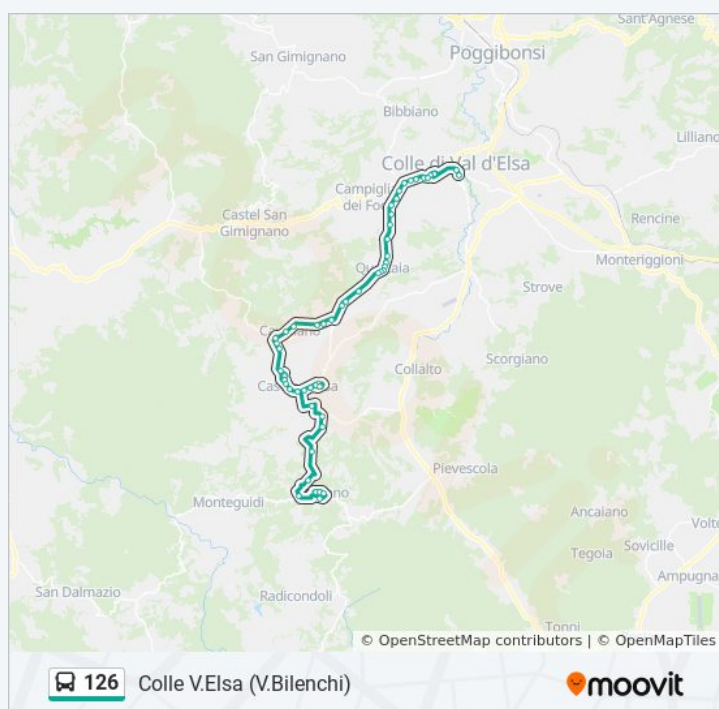 Sant'Agnese
San Gimignano
Poggibonsi
Bibbiano
Lilliano
Colle di Val d'Elsa
Campigli
dei Fo
Castel San
Gimignano
Rencine
Monteriggioni
Strove
Scorgiano
Collalto
Pievescola
Monteguidi
Ancaiano
Volte
Tegoia
Sovicille
San Dalmazio
Radicondoli
Ampugna
Tonni
© OpenStreetMap contributors | © OpenMapTiles
126 Colle V.Elsa (V.Bilenchi)
moovit